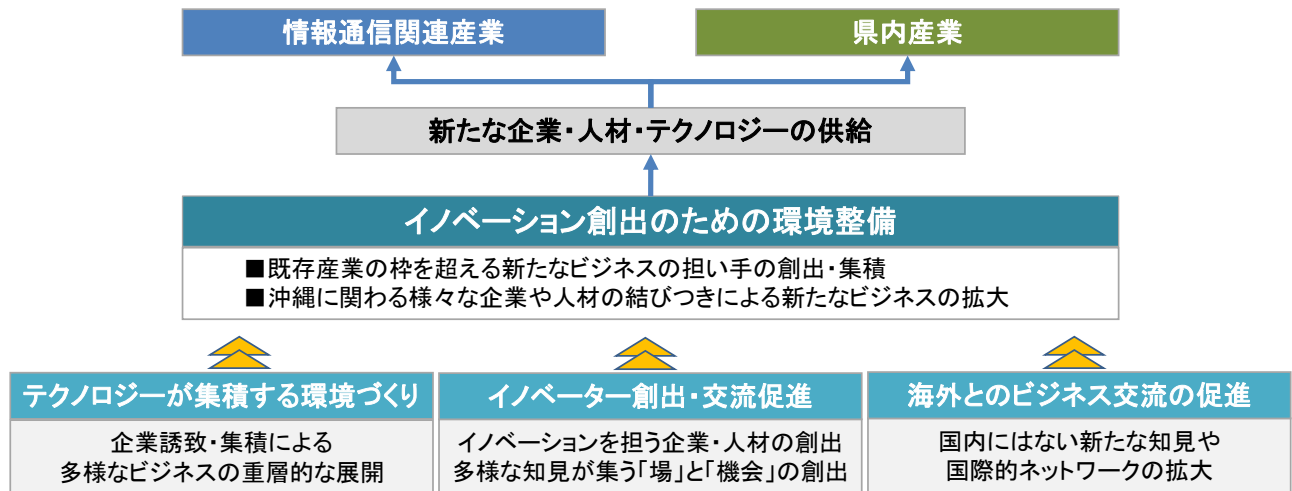 情報通信関連産業
県内産業
新たな企業・人材・テクノロジーの供給
イノベーション創出のための環境整備
■既存産業の枠を超える新たなビジネスの担い手の創出・集積
■沖縄に関わる様々な企業や人材の結びつきによる新たなビジネスの拡大
テクノロジーが集積する環境づくり
企業誘致・集積による
多様なビジネスの重層的な展開
イノベーター創出・交流促進
イノベーションを担う企業・人材の創出
多様な知見が集う「場」と「機会」の創出
海外とのビジネス交流の促進
国内にはない新たな知見や
国際的ネットワークの拡大